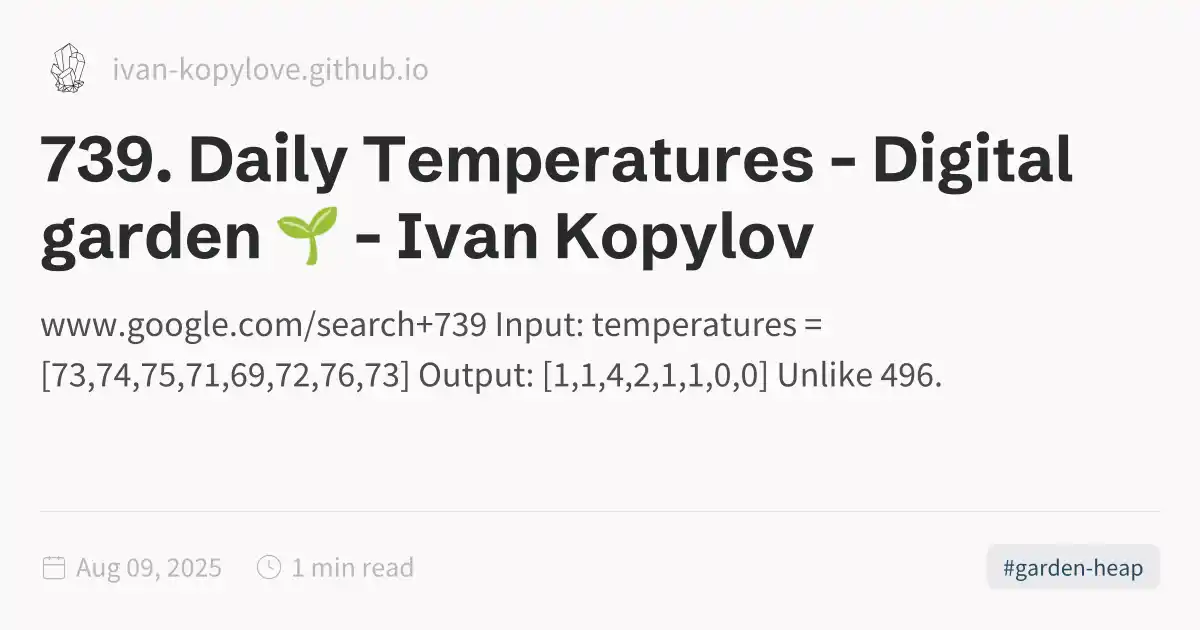 ivan-kopylove.github.io
739. Daily Temperatures - Digital
garden 🌱 - Ivan Kopylov
www.google.com/search+739 Input: temperatures =
[73,74,75,71,69,72,76,73] Output: [1,1,4,2,1,1,0,0] Unlike 496.
Aug 09, 2025 1 min read
#garden-heap